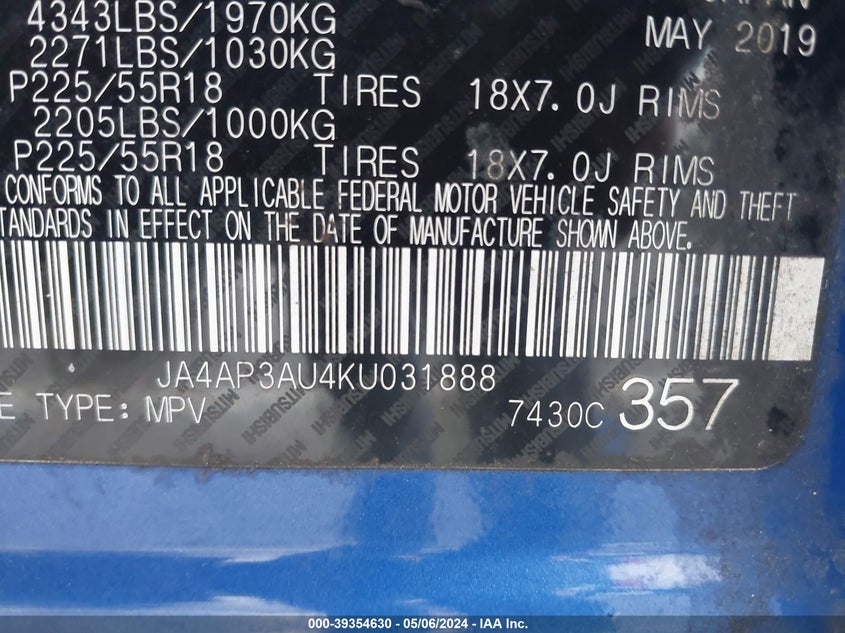 4343LBS/1970KG MAY 2019
2271LBS/1030KG
P225/55R18 TIRES 18X7.0J RIMS
2205LBS/1000KG
P225/55R18 TIRES 18X7.0J RIMS
CONFORMS TO ALL APPLICABLE FEDERAL MOTOR VEHICLE SAFETY AND THEFT
TANDARDS IN EFFECT ON THE DATE OF MANUFACTURE SHOWN ABOVE.
JA4AP3AU4KU031888
E TYPE: MPV 7430C 357
MITSUBISHI
000-39354630 - 05/06/2024 - IAA Inc.